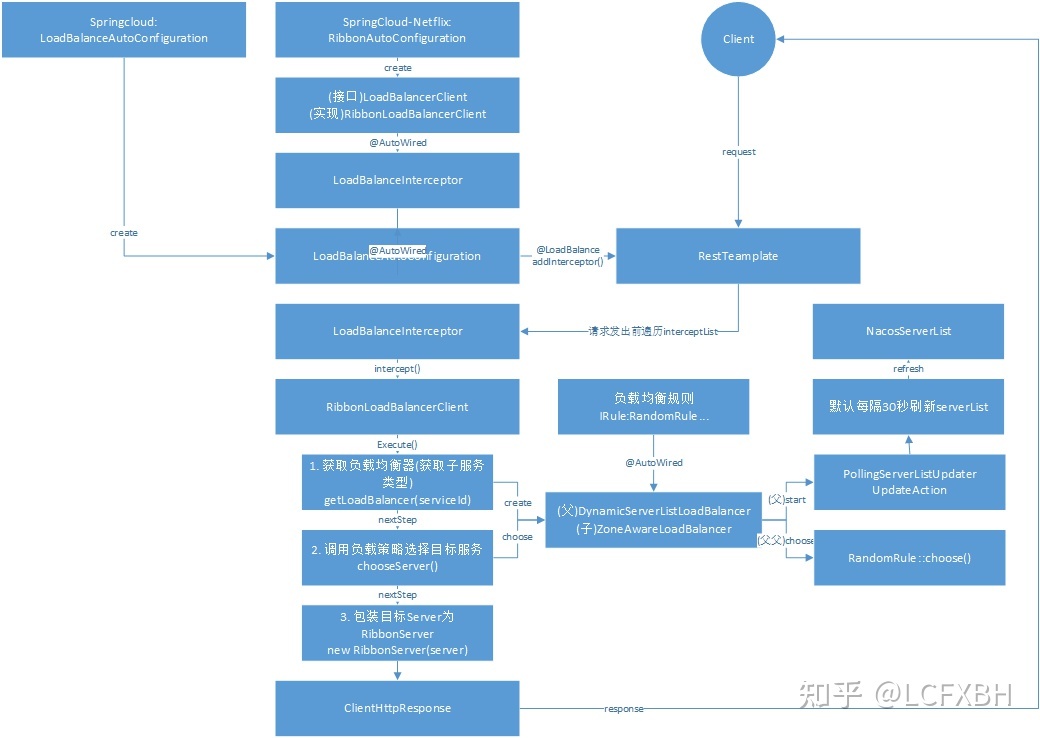 Springcloud:
LoadBalanceAutoConfiguration
SpringCloud-Netflix:
RibbonAutoConfiguration
Client
create
(接口)LoadBalancerClient
(实现)RibbonLoadBalancerClient
@AutoWired
request
LoadBalanceInterceptor
create
@AutoWired
LoadBalanceAutoConfiguration
@LoadBalance
addInterceptor()
RestTeamplate
LoadBalanceInterceptor
请求发出前遍历interceptList
NacosServerList
intercept()
refresh
RibbonLoadBalancerClient
负载均衡规则
IRule:RandomRule...
默认每隔30秒刷新serverList
Execute()
@AutoWired
1. 获取负载均衡器(获取子服务
类型)
getLoadBalancer(serviceId)
create
(父)DynamicServerListLoadBalancer
(子)ZoneAwareLoadBalancer
(父)start
PollingServerListUpdater
UpdateAction
nextStep
choose
(父父)choose
2. 调用负载策略选择目标服务
chooseServer()
RandomRule::choose()
nextStep
3. 包装目标Server为
RibbonServer
new RibbonServer(server)
ClientHttpResponse
response
知乎 @LCFXBH